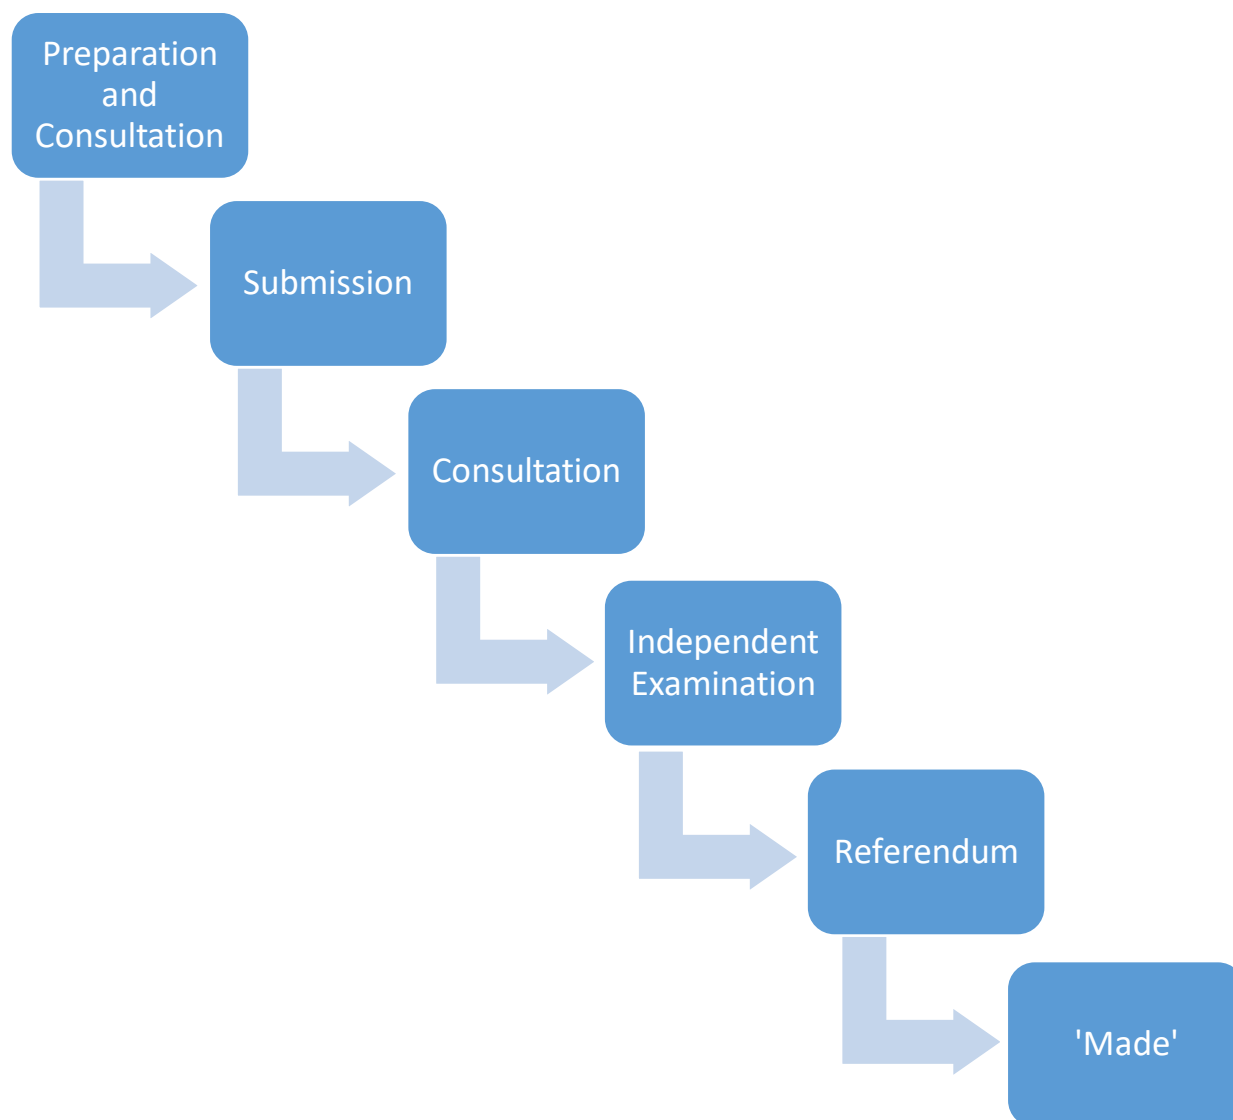 Preparation
and
Consultation
Submission
Consultation
Independent
Examination
Referendum
'Made'